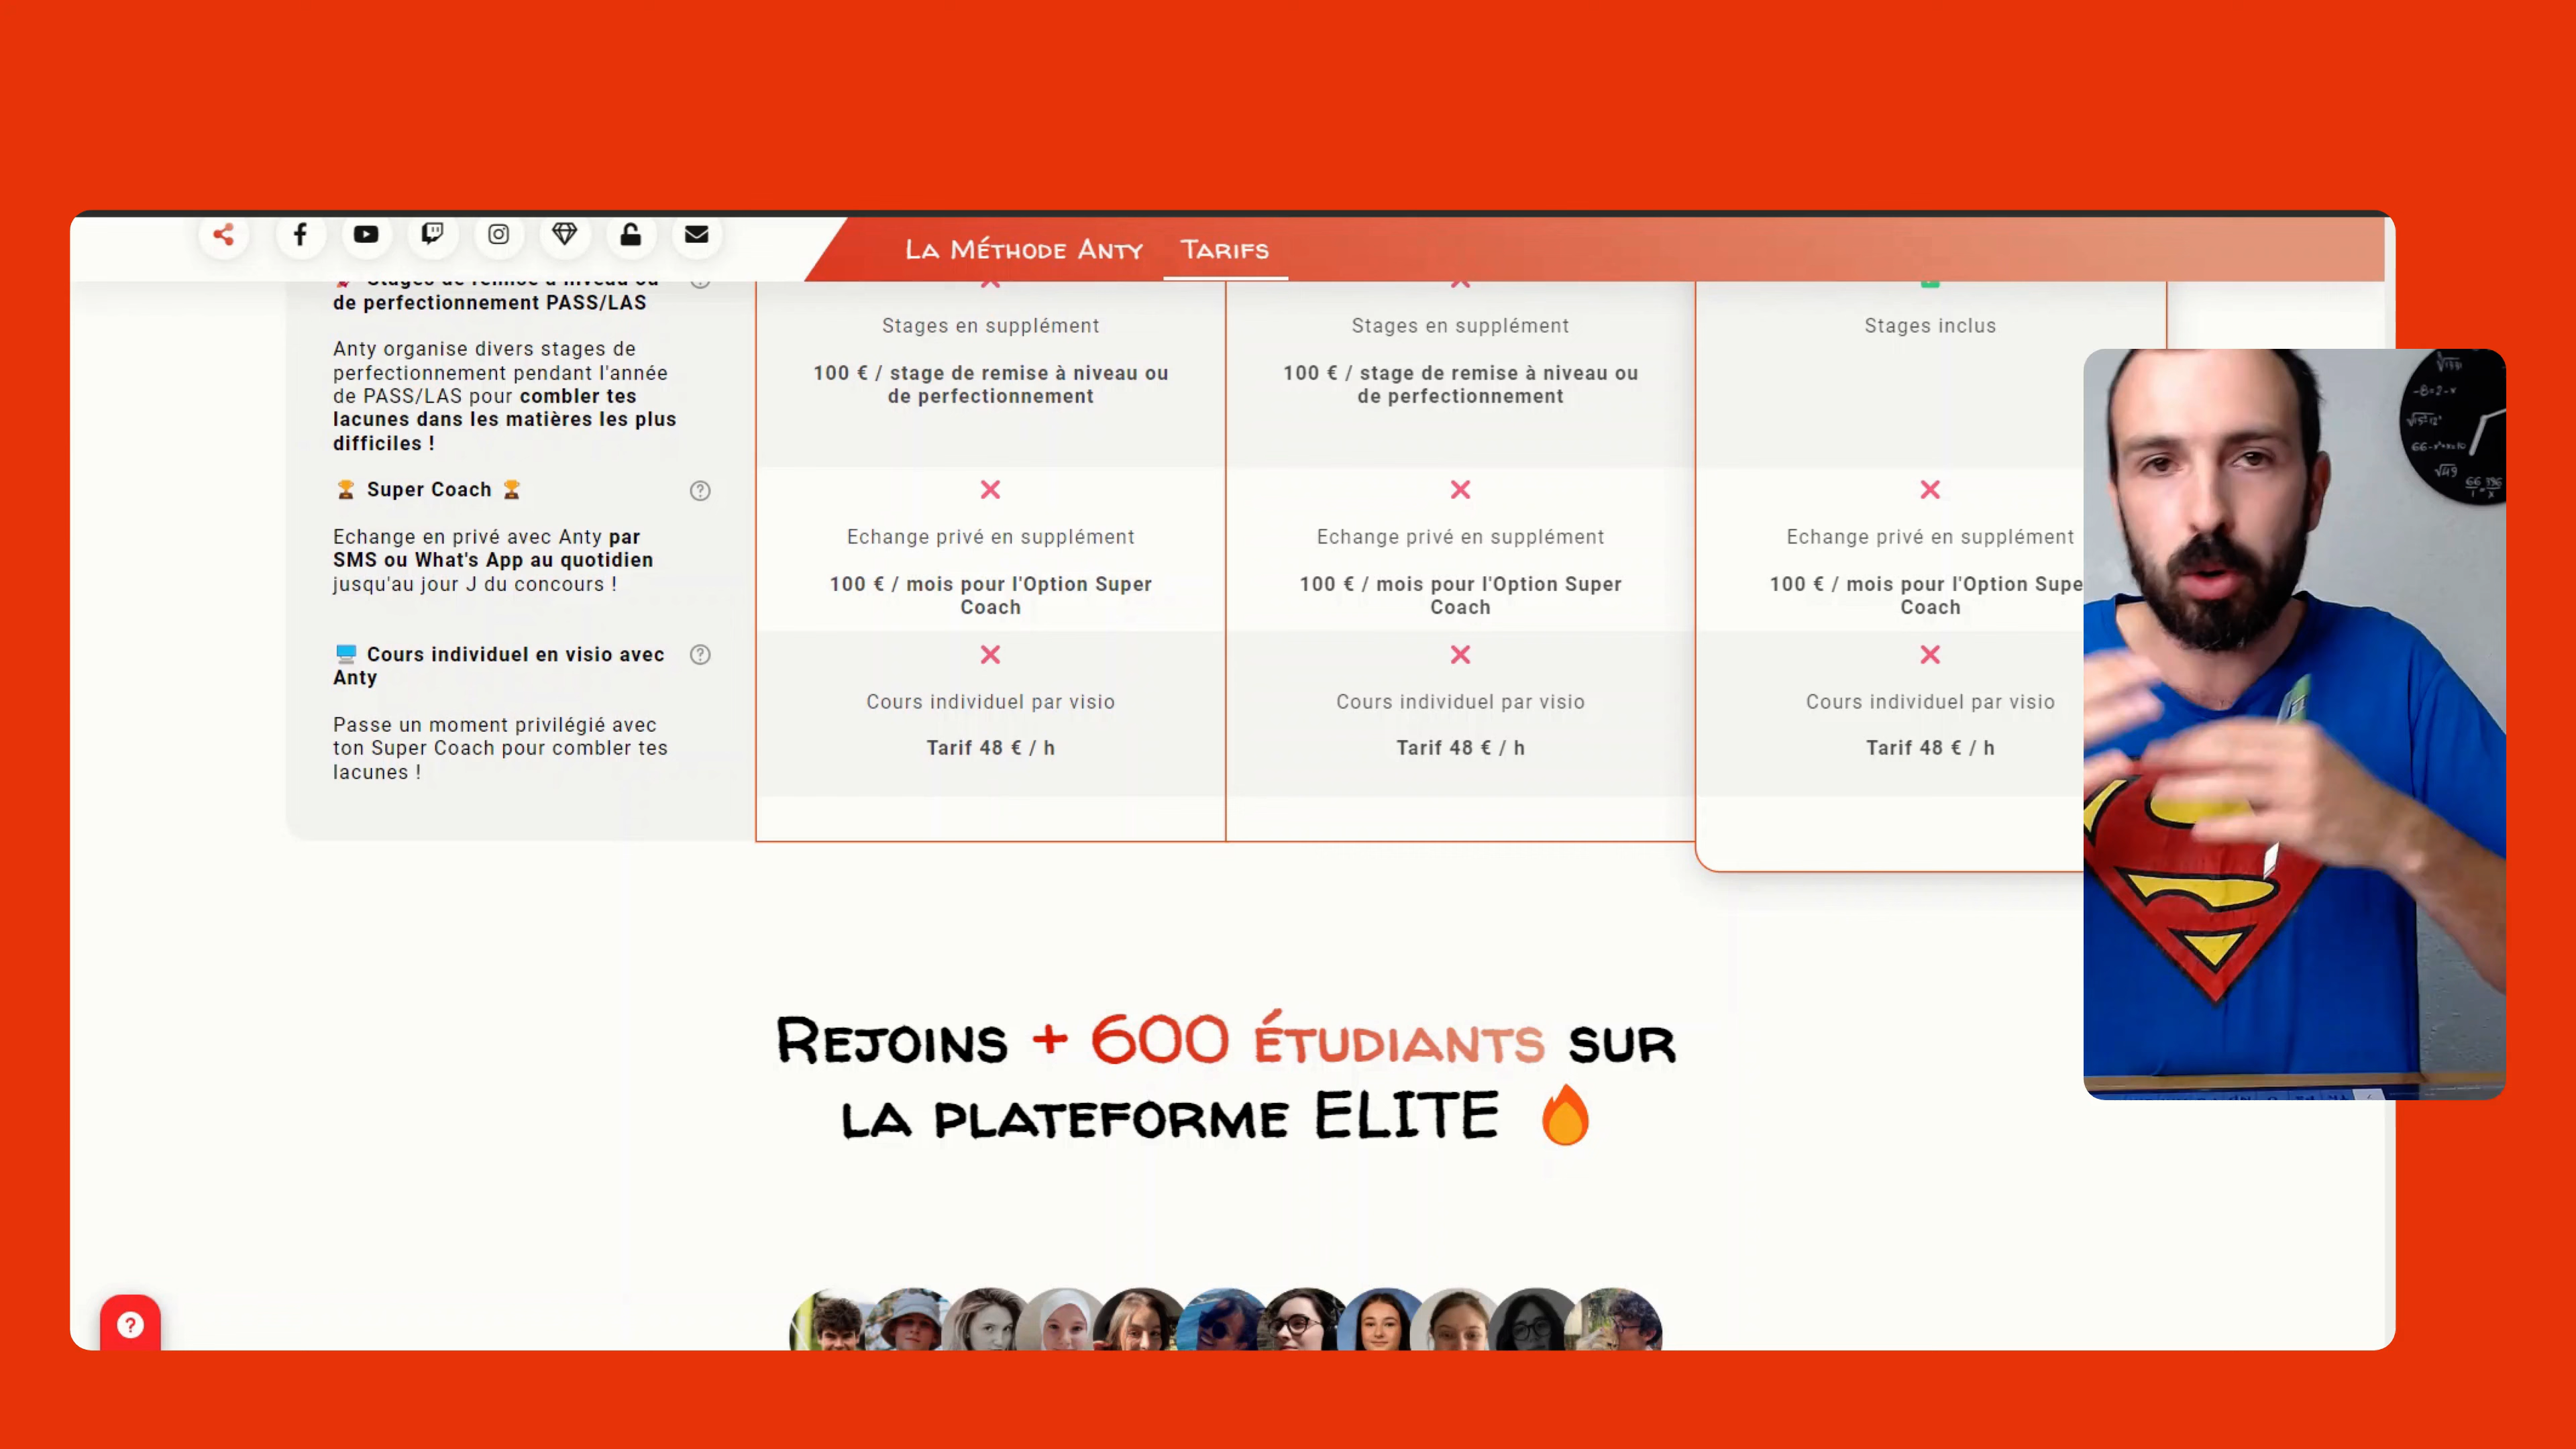 La Méthode Anty
Tarifs
Stages de remise à niveau ou
de perfectionnement PASS/LAS
Anty organise divers stages de
perfectionnement pendant l'année
de PASS/LAS pour combler tes
lacunes dans les matières les plus
difficiles !
Stages en supplément
100 € / stage de remise à niveau ou
de perfectionnement
Stages en supplément
100 € / stage de remise à niveau ou
de perfectionnement
Stages inclus
🏆 Super Coach 🏆
Echange en privé avec Anty par
SMS ou What's App au quotidien
jusqu'au jour J du concours !
Echange privé en supplément
100 € / mois pour l'Option Super
Coach
Echange privé en supplément
100 € / mois pour l'Option Super
Coach
Echange privé en supplément
100 € / mois pour l'Option Supe
Coach
Cours individuel en visio avec
Anty
Passe un moment privilégié avec
ton Super Coach pour combler tes
lacunes !
Cours individuel par visio
Tarif 48 € / h
Cours individuel par visio
Tarif 48 € / h
Cours individuel par visio
Tarif 48 € / h
Rejoins + 600 étudiants sur
la plateforme ELITE 🔥